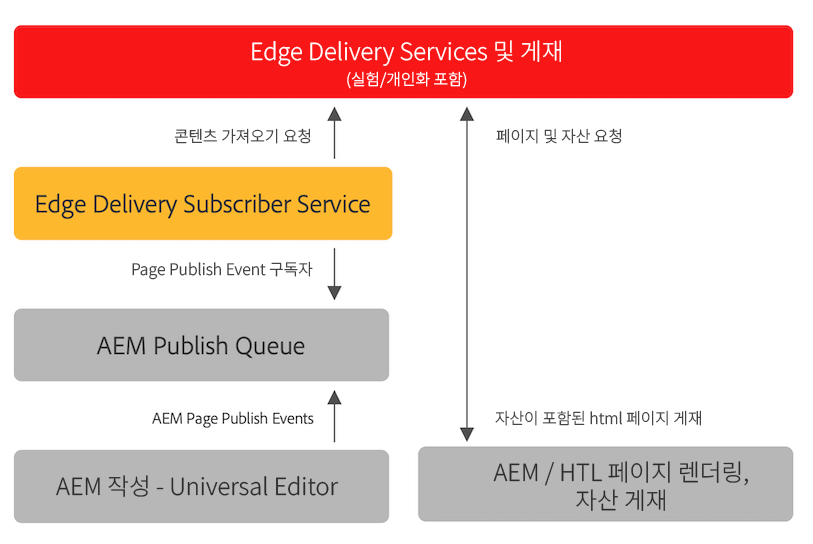 Edge Delivery Services 및 게재
(실험/개인화 포함)
콘텐츠 가져오기 요청
페이지 및 자산 요청
Edge Delivery Subscriber Service
Page Publish Event 구독자
AEM Publish Queue
AEM Page Publish Events
자산이 포함된 html 페이지 게재
AEM 작성 - Universal Editor
AEM / HTL 페이지 렌더링,
자산 게재